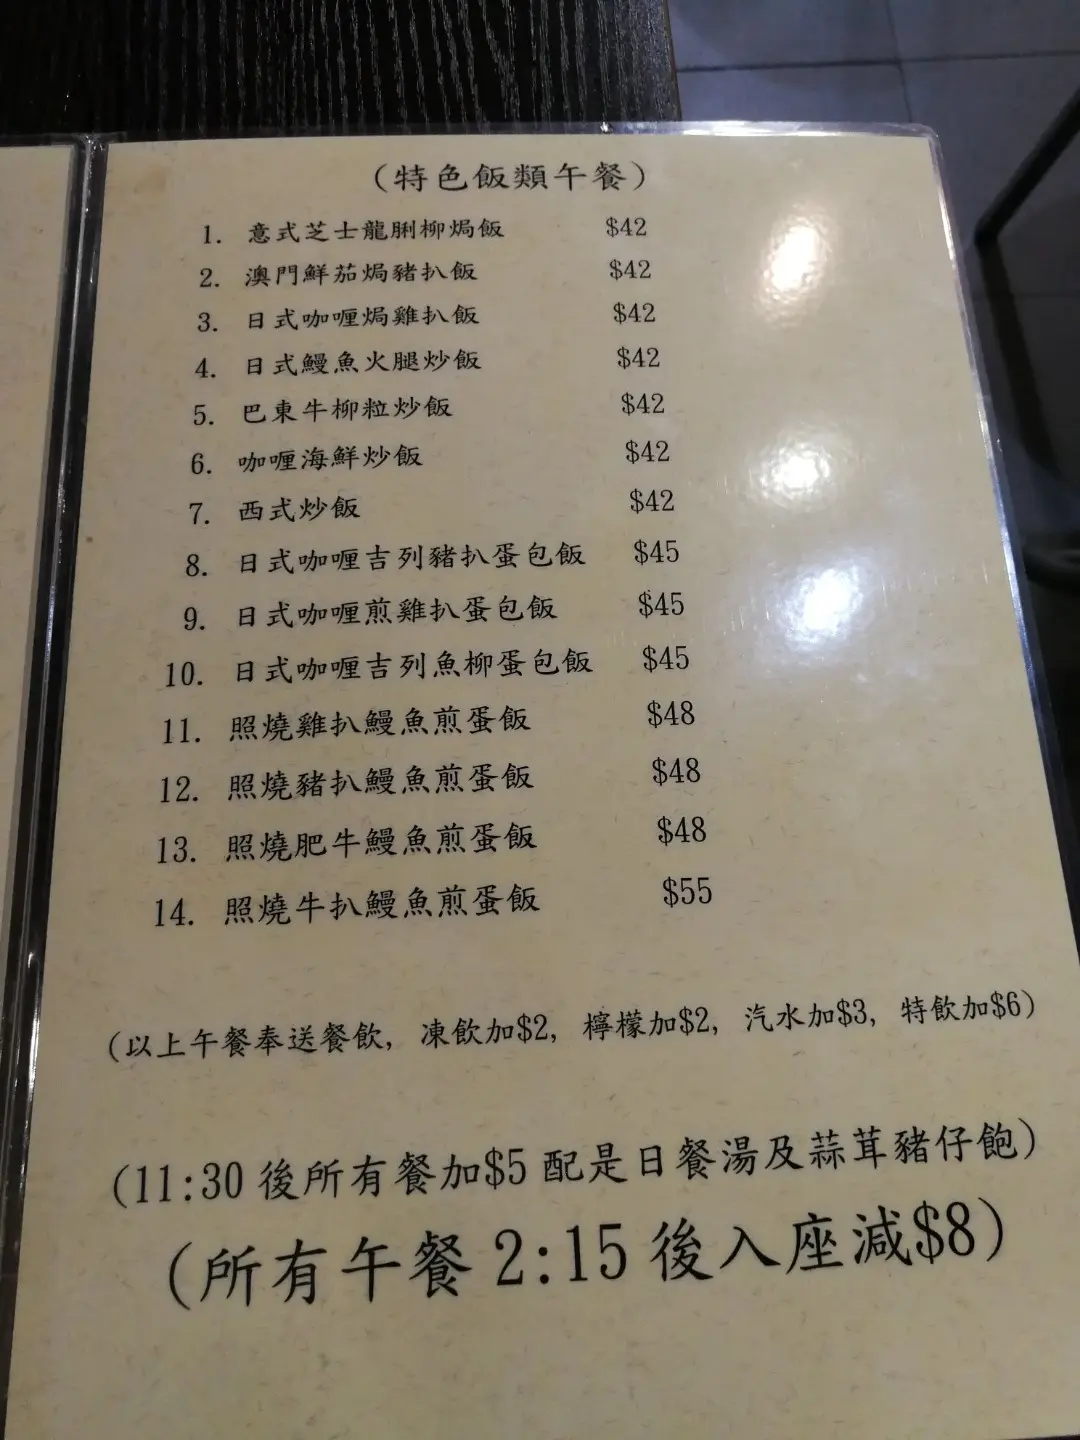 (特色飯類午餐)
1. 意式芝士龍脷柳焗飯 $42
2. 澳門鮮茄焗豬扒飯 $42
3. 日式咖喱焗雞扒飯 $42
4. 日式鰻魚火腿炒飯 $42
5. 巴東牛柳粒炒飯 $42
6. 咖喱海鮮炒飯 $42
7. 西式炒飯 $42
8. 日式咖喱吉列豬扒蛋包飯 $45
9. 日式咖喱煎雞扒蛋包飯 $45
10. 日式咖喱吉列魚柳蛋包飯 $45
11. 照燒雞扒鰻魚煎蛋飯 $48
12. 照燒豬扒鰻魚煎蛋飯 $48
13. 照燒肥牛鰻魚煎蛋飯 $48
14. 照燒牛扒鰻魚煎蛋飯 $55
(以上午餐奉送餐飲, 凍飲加$2, 檸檬加$2, 汽水加$3, 特飲加$6)
(11:30 後所有餐加$5 配是日餐湯及蒜茸豬仔飽)
(所有午餐 2:15 後入座減$8)